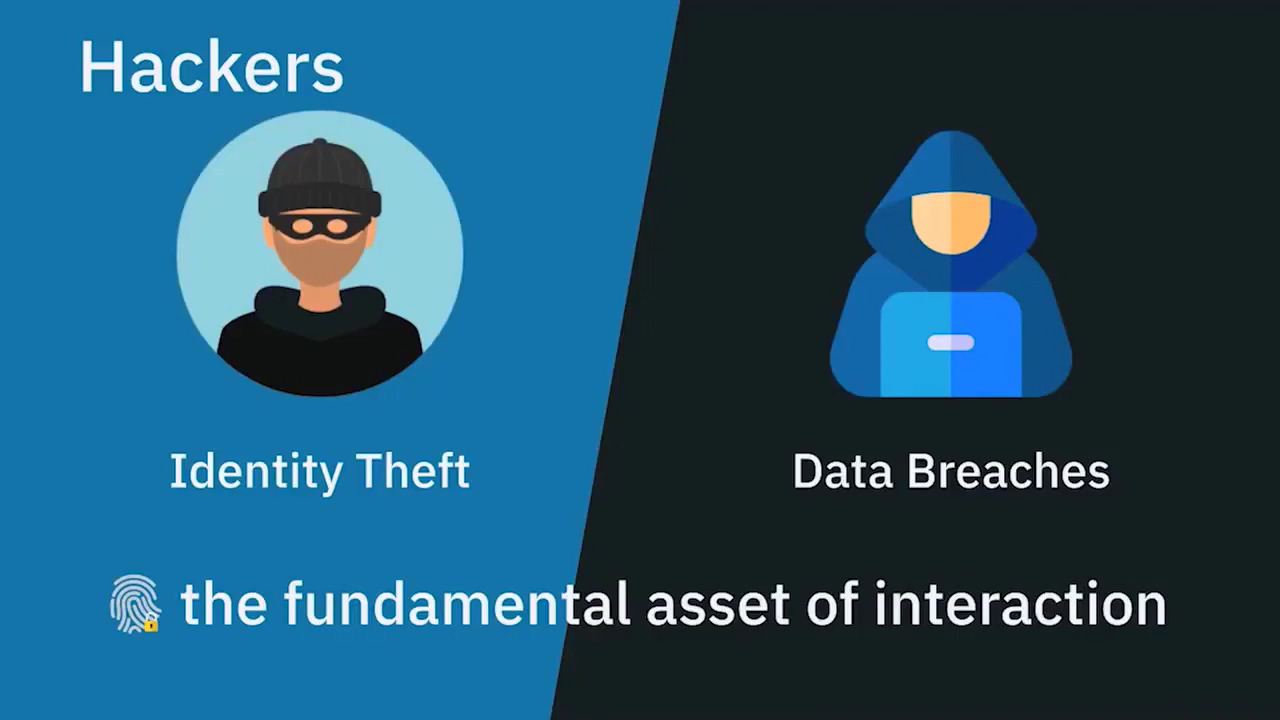 Hackers
Identity Theft
Data Breaches
the fundamental asset of interaction